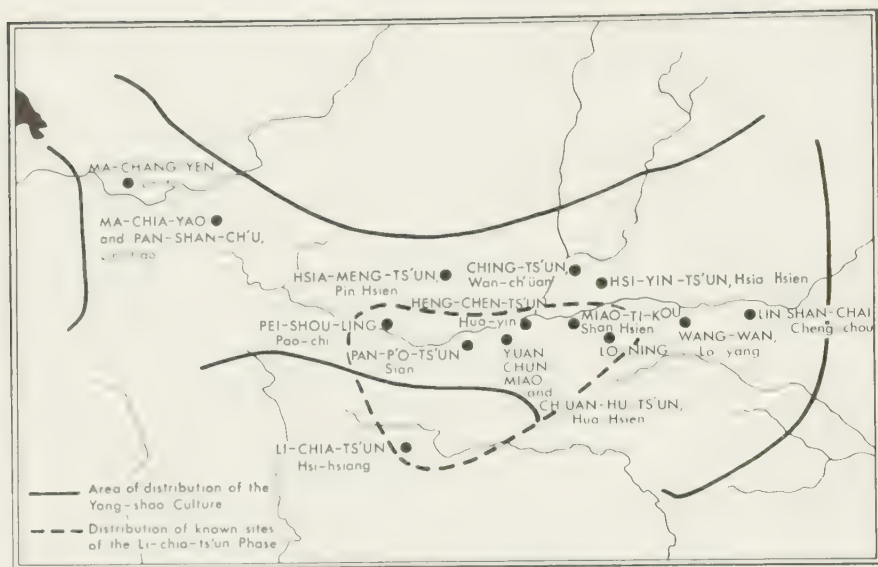 MA-CHANG YEN
MA-CHIA-YAO
and PAN-SHAN-CH'U,
HSIA-MENG-TS'UN,
Pin Hsien
CHING-TS'UN,
Wan-ch'üan
HSI-YIN-TS'UN, Hsia Hsien
HENG-CHEN-TS'UN,
Hua-yin
PEI-SHOU-LING
Pao-chi
MIAO-TI-KOU
Shan Hsien
LIN SHAN-CHAI
Cheng chou
WANG-WAN,
Lo yang
LO NING
PAN-P'O-TS'UN
Sian
YUAN
CHUN
MIAO
and
CH UAN-HU TS'UN,
Hua Hsien
LI-CHIA-TS'UN
Hsi-hsiang
Area of distribution of the
Yang-shao Culture
Distribution of known sites
of the Li-chia-ts'un Phase